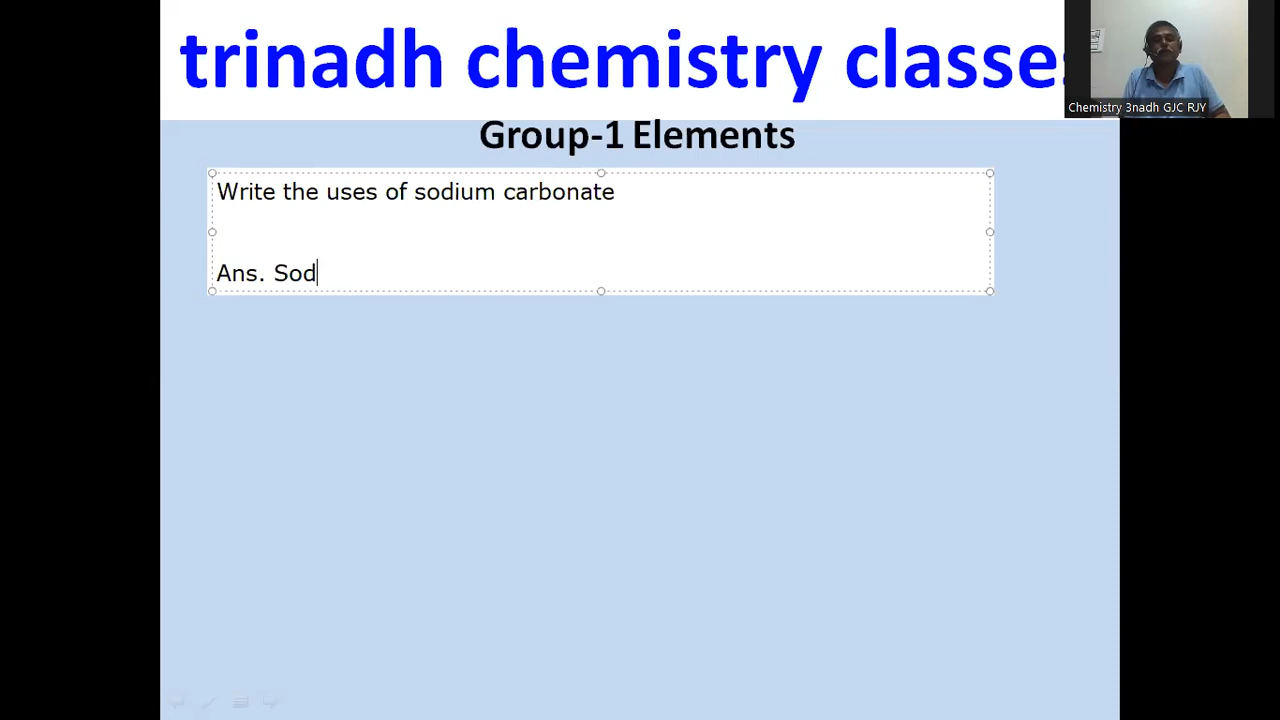 trinadh chemistry classes
Chemistry 3nadh GJC RJY
Group-1 Elements
Write the uses of sodium carbonate
Ans. Sod